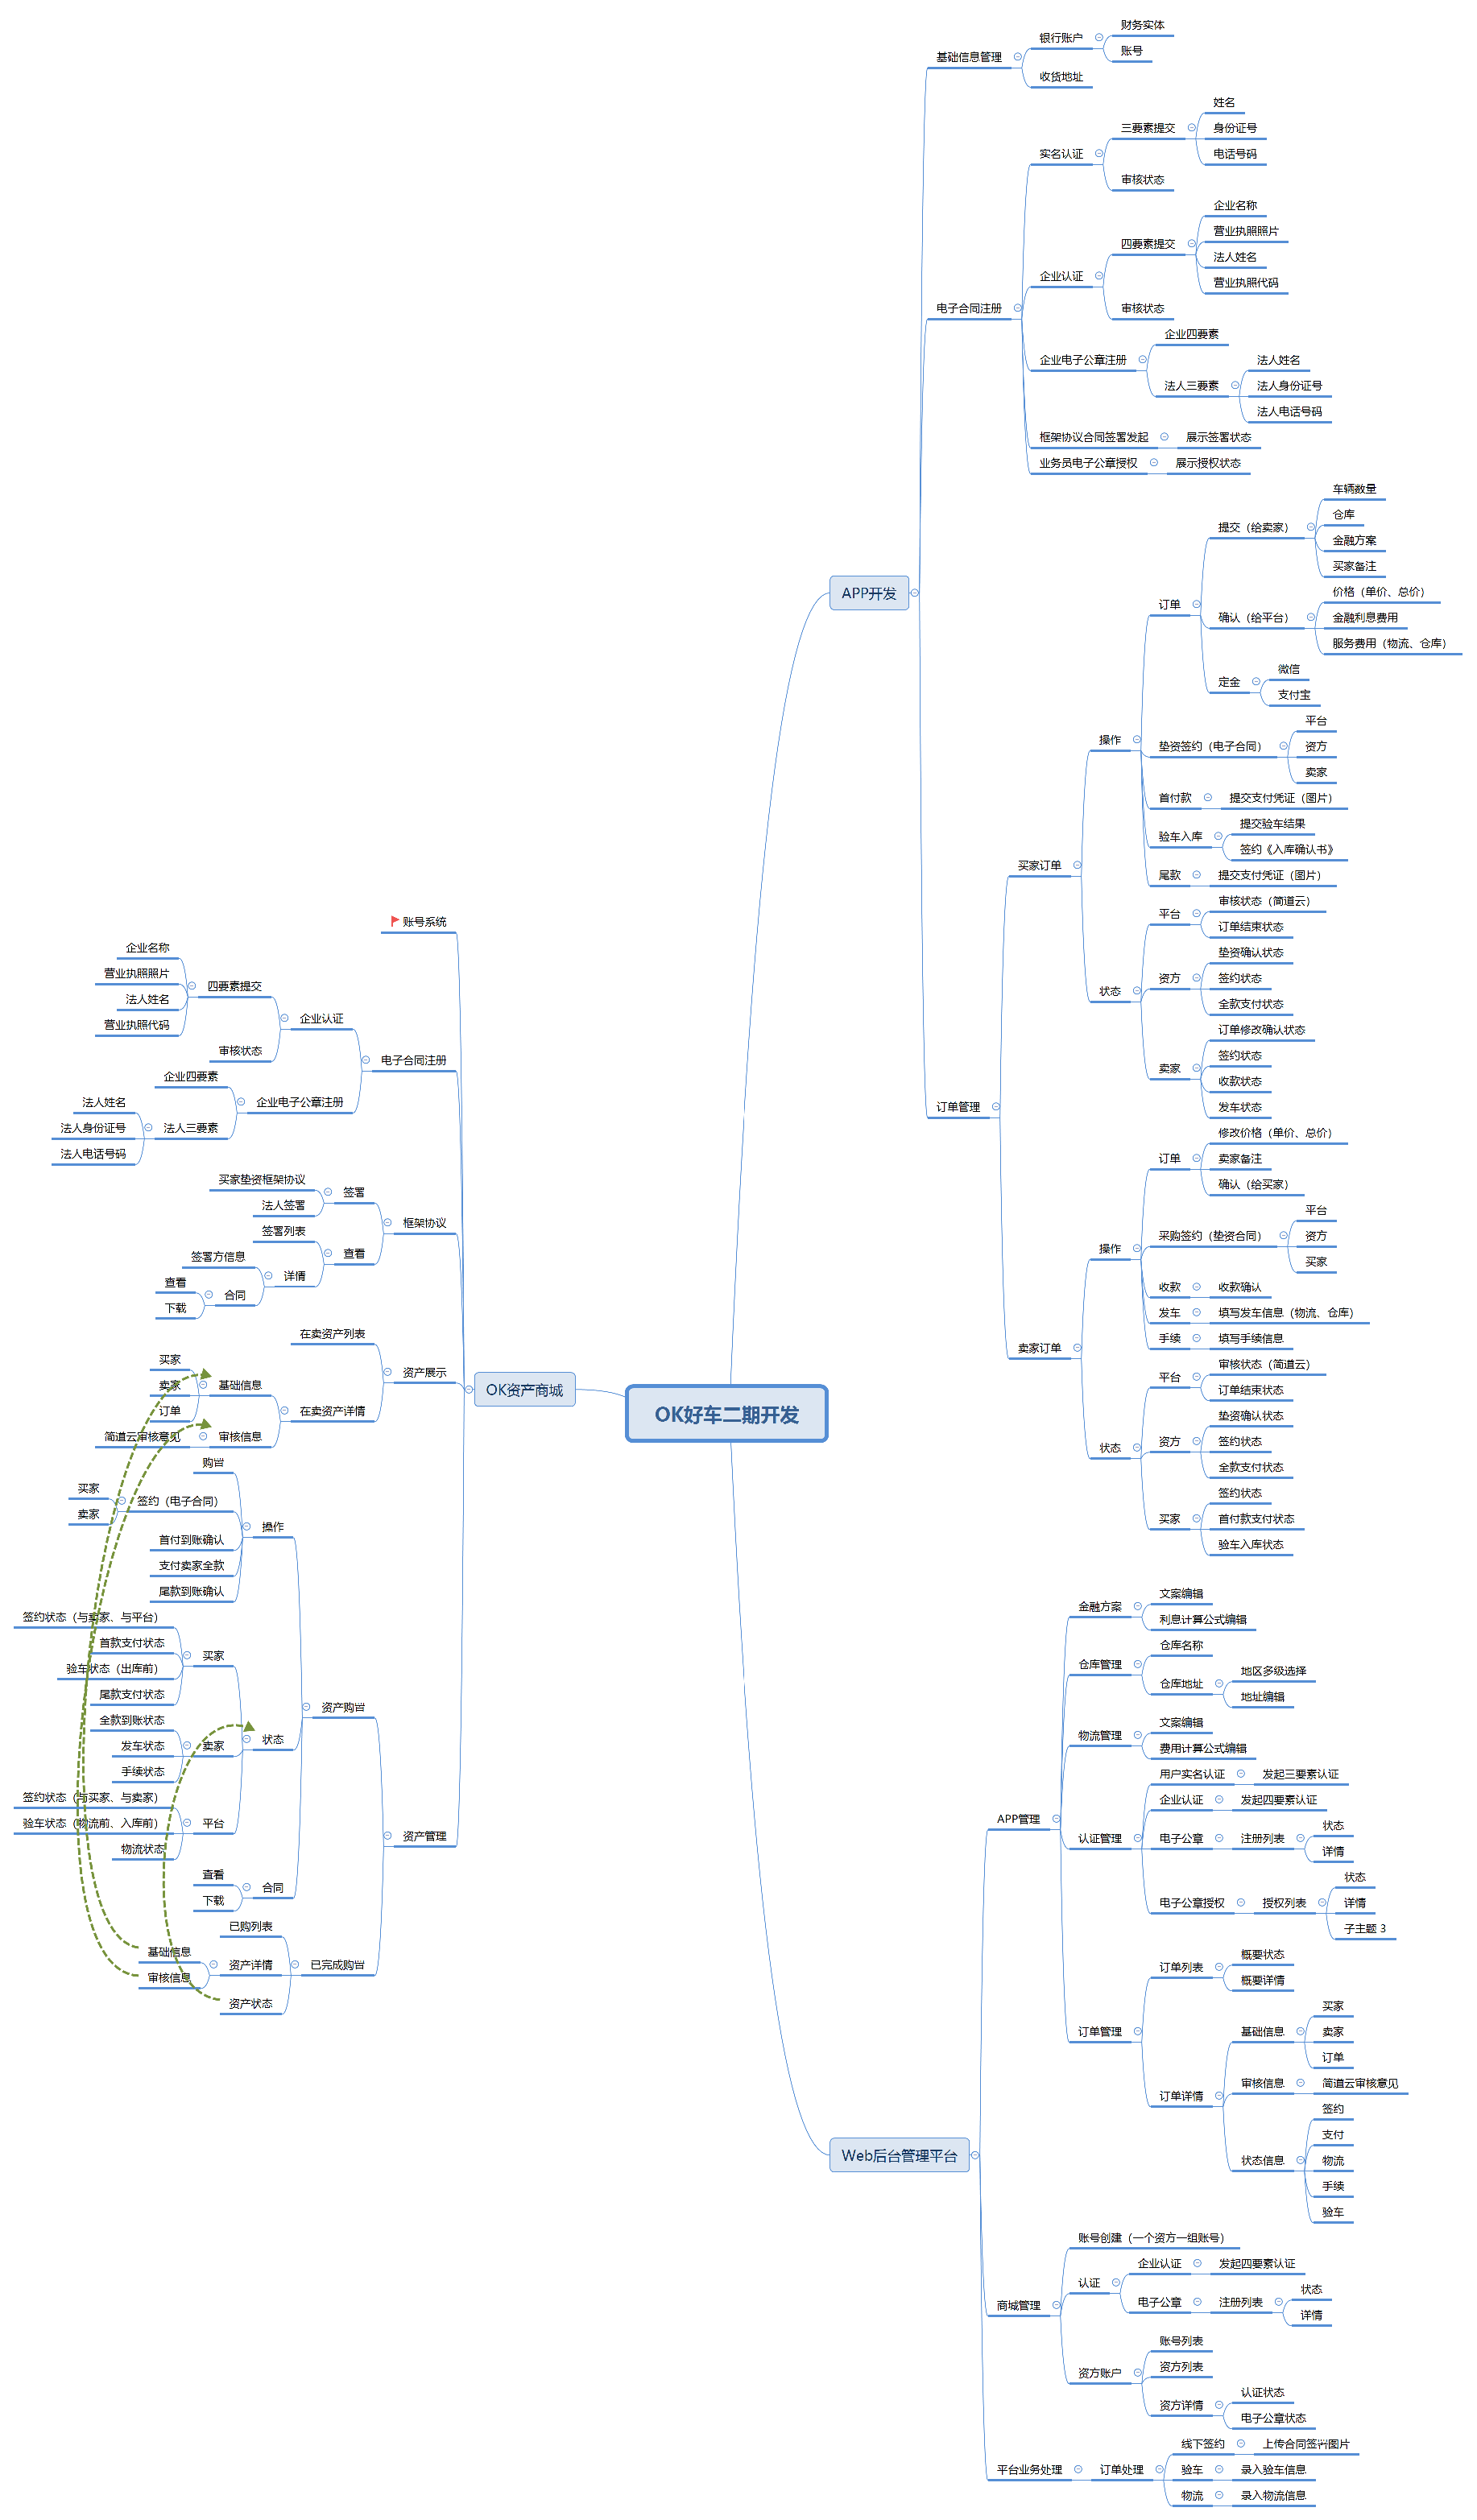 OK好车二期开发
APP开发
基础信息管理
银行账户
财务实体
账号
收货地址
电子合同注册
实名认证
三要素提交
姓名
身份证号
电话号码
审核状态
企业认证
四要素提交
企业名称
营业执照照片
法人姓名
营业执照代码
审核状态
企业电子公章注册
企业四要素
法人三要素
法人姓名
法人身份证号
法人电话号码
框架协议合同签署发起
展示签署状态
业务员电子公章授权
展示授权状态
订单管理
买家订单
操作
订单
提交（给卖家）
车辆数量
仓库
金融方案
买家备注
确认（给平台）
价格（单价、总价）
金融利息费用
服务费用（物流、仓库）
定金
微信
支付宝
垫资签约（电子合同）
平台
资方
卖家
首付款
提交支付凭证（图片）
验车入库
提交验车结果
签约《入库确认书》
尾款
提交支付凭证（图片）
状态
平台
审核状态（简道云）
订单结束状态
资方
垫资确认状态
签约状态
全款支付状态
卖家
订单修改确认状态
签约状态
收款状态
发车状态
卖家订单
操作
订单
修改价格（单价、总价）
卖家备注
确认（给买家）
采购签约（垫资合同）
平台
资方
买家
收款
收款确认
发车
填写发车信息（物流、仓库）
手续
填写手续信息
状态
平台
审核状态（简道云）
订单结束状态
资方
垫资确认状态
签约状态
全款支付状态
买家
签约状态
首付款支付状态
验车入库状态
Web后台管理平台
APP管理
金融方案
文案编辑
利息计算公式编辑
仓库管理
仓库名称
仓库地址
地区多级选择
地址编辑
物流管理
文案编辑
费用计算公式编辑
认证管理
用户实名认证
发起三要素认证
企业认证
发起四要素认证
电子公章
注册列表
状态
详情
电子公章授权
授权列表
状态
详情
子主题 3
订单管理
订单列表
概要状态
概要详情
订单详情
基础信息
买家
卖家
订单
审核信息
简道云审核意见
状态信息
签约
支付
物流
手续
验车
商城管理
账号创建（一个资方一组账号）
认证
企业认证
发起四要素认证
电子公章
注册列表
状态
详情
资方账户
账号列表
资方列表
资方详情
认证状态
电子公章状态
平台业务处理
订单处理
线下签约
上传合同签署图片
验车
录入验车信息
物流
录入物流信息
OK资产商城
账号系统
电子合同注册
企业认证
四要素提交
企业名称
营业执照照片
法人姓名
营业执照代码
审核状态
企业电子公章注册
企业四要素
法人三要素
法人姓名
法人身份证号
法人电话号码
框架协议
签署
买家垫资框架协议
法人签署
查看
签署列表
详情
签署方信息
合同
查看
下载
资产展示
在卖资产列表
在卖资产详情
基础信息
买家
卖家
订单
审核信息
简道云审核意见
资产管理
资产购置
操作
购置
签约（电子合同）
买家
卖家
首付到账确认
支付卖家全款
尾款到账确认
状态
买家
签约状态（与卖家、与平台）
首款支付状态
验车状态（出库前）
尾款支付状态
卖家
全款到账状态
发车状态
手续状态
平台
签约状态（与买家、与卖家）
验车状态（物流前、入库前）
物流状态
合同
查看
下载
已完成购置
已购列表
资产详情
基础信息
审核信息
资产状态